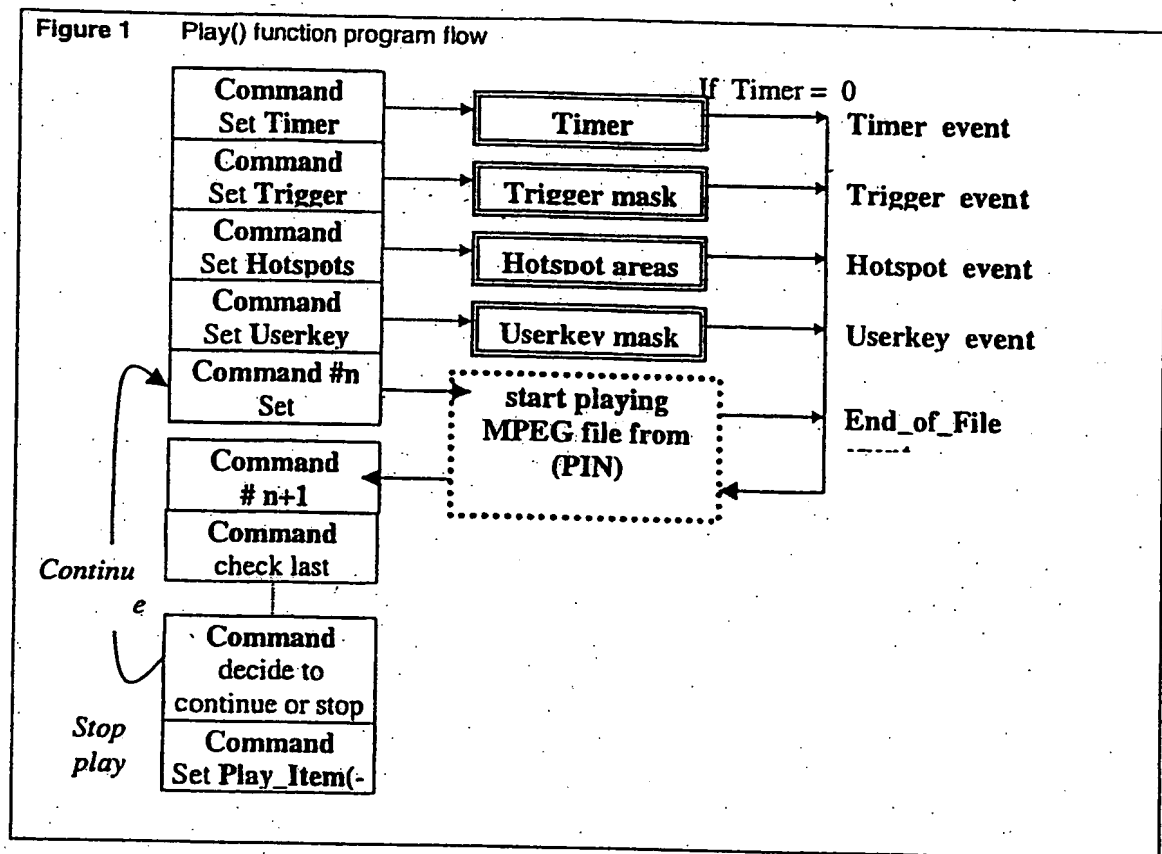 Figure 1 Play() function program flow
Command
Set Timer
Command
Set Trigger
Command
Set Hotspots
Command
Set Userkey
Command #n
Set
Command
# n+1
Command
check last
Command
decide to
continue or stop
Command
Set Play_Item(-
Continu
e
Stop
play
Timer
Trigger mask
Hotspot areas
Userkey mask
start playing
MPEG file from
(PIN)
If Timer = 0
Timer event
Trigger event
Hotspot event
Userkey event
End_of_File